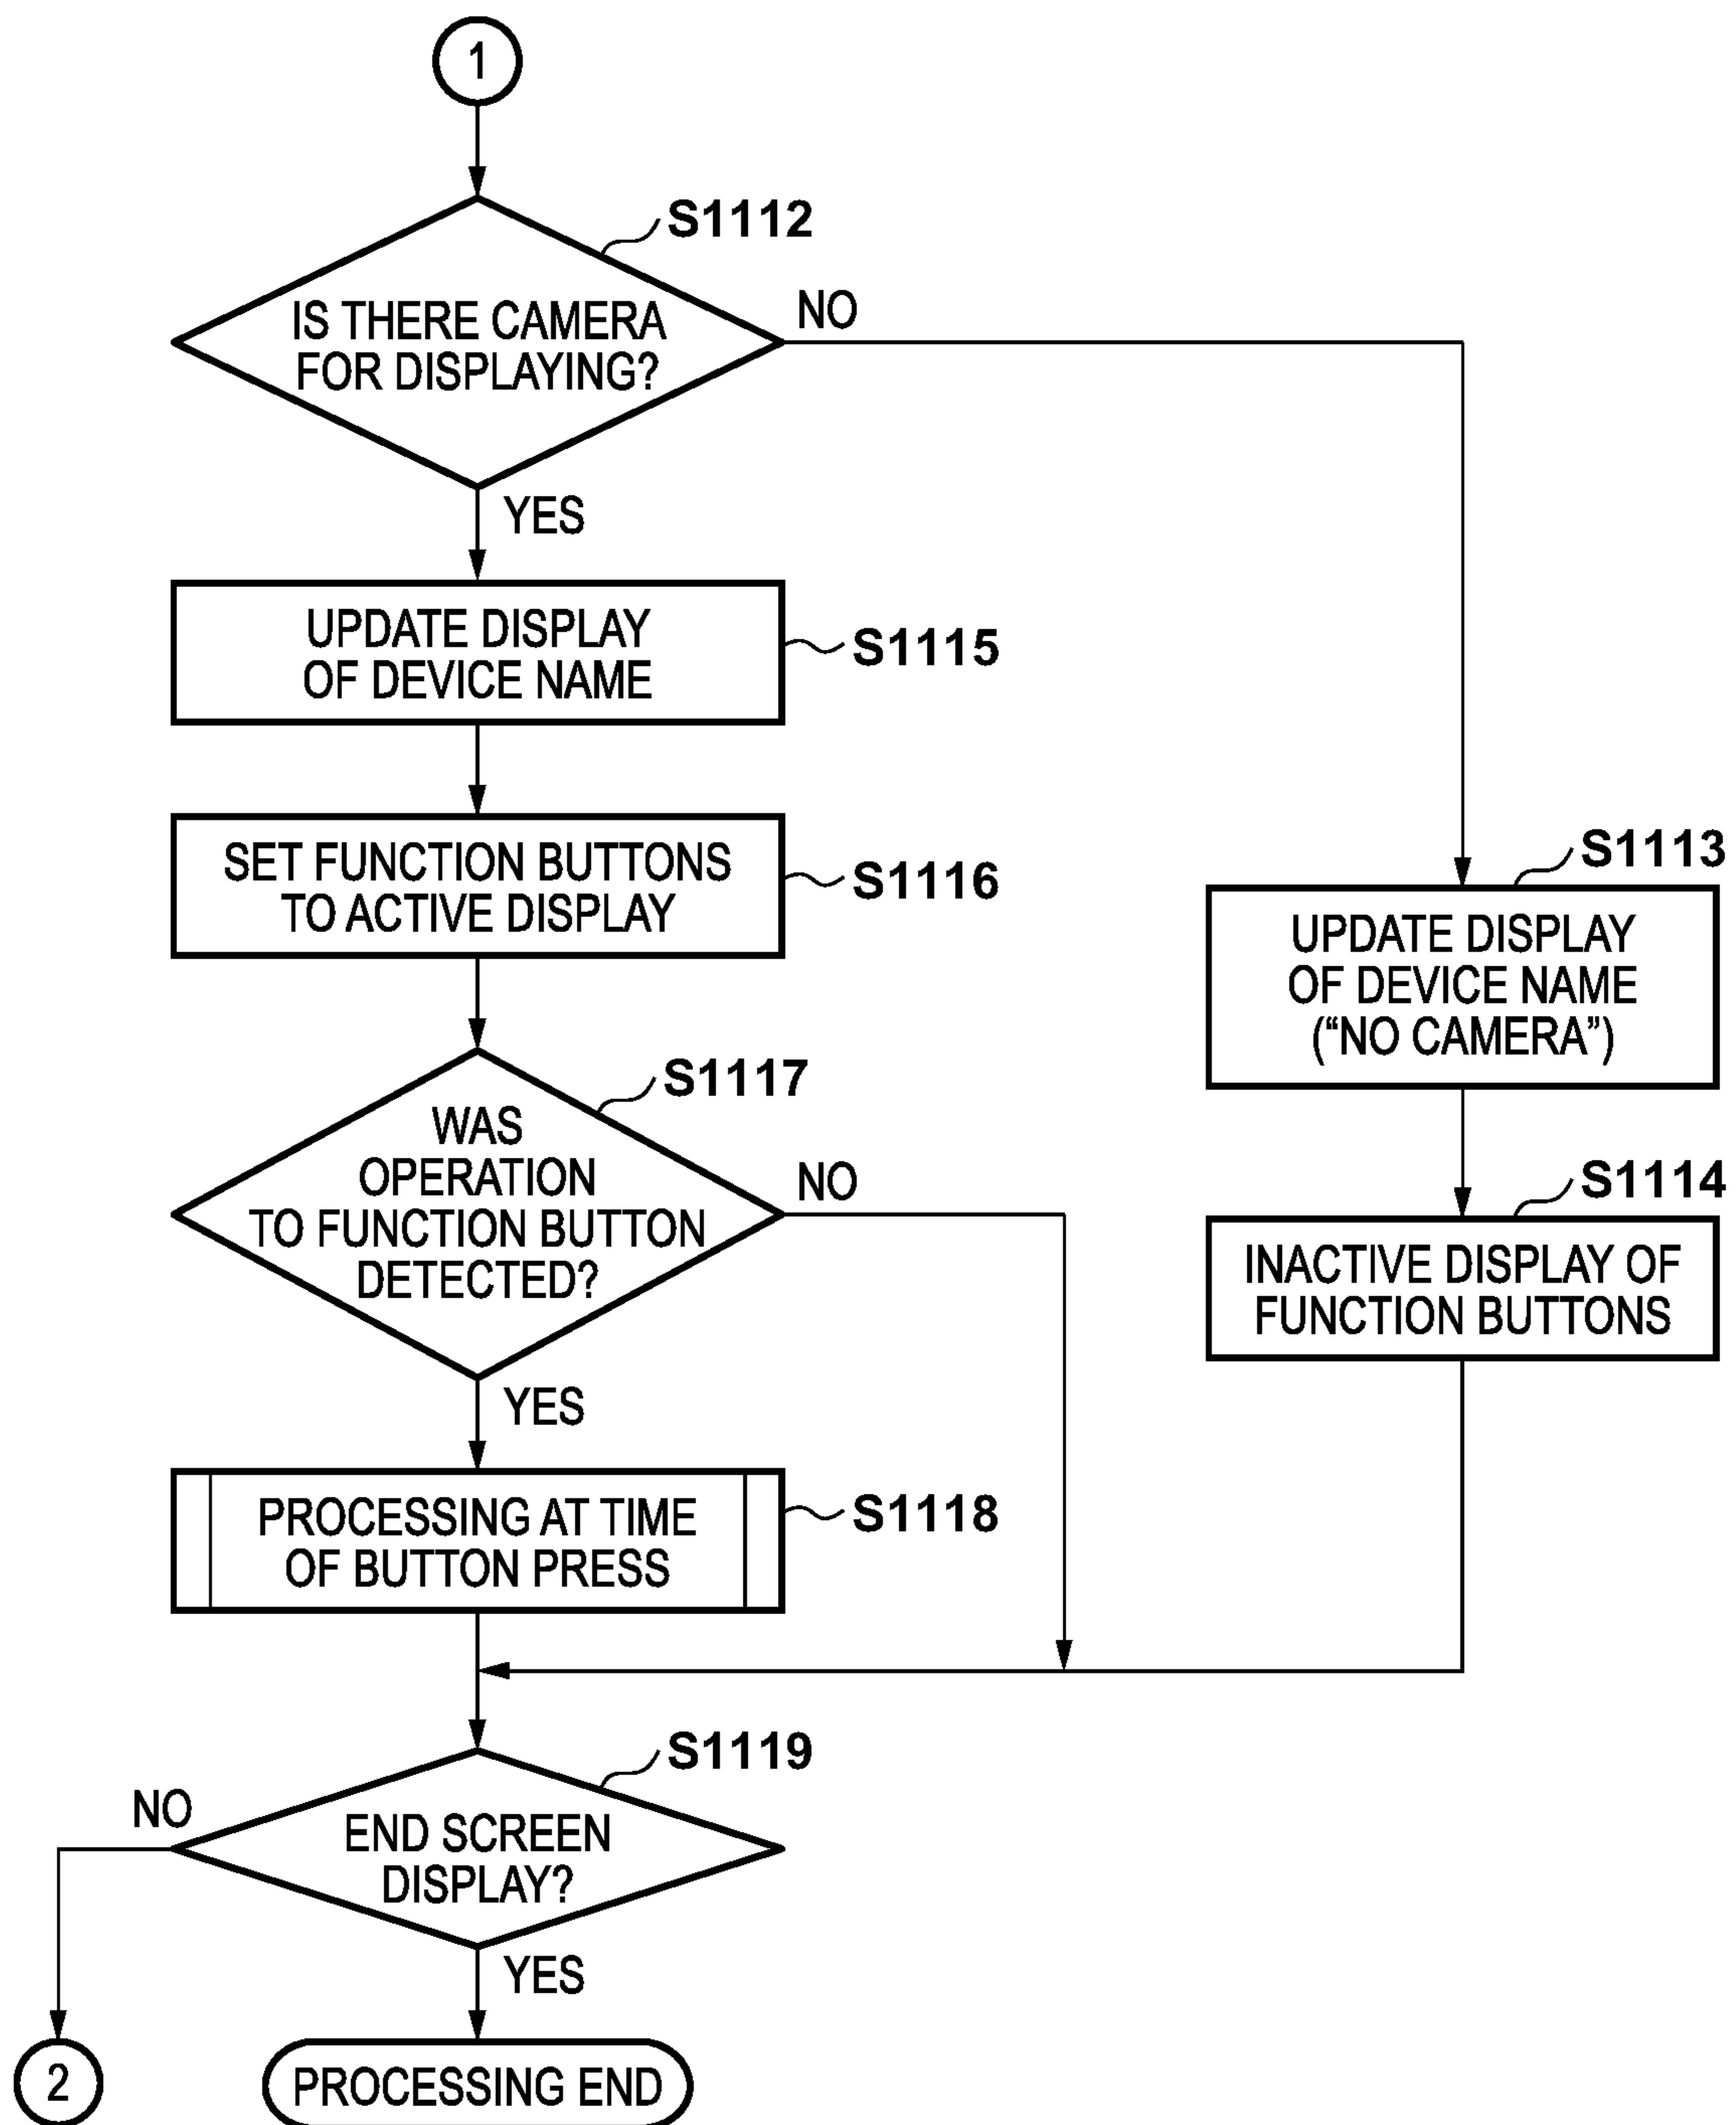 1
S1112
IS THERE CAMERA
FOR DISPLAYING?
NO
YES
UPDATE DISPLAY
OF DEVICE NAME
S1115
SET FUNCTION BUTTONS
TO ACTIVE DISPLAY
S1116
S1113
UPDATE DISPLAY
OF DEVICE NAME
(“NO CAMERA”)
S1117
WAS
OPERATION
TO FUNCTION BUTTON
DETECTED?
NO
YES
S1114
INACTIVE DISPLAY OF
FUNCTION BUTTONS
PROCESSING AT TIME
OF BUTTON PRESS
S1118
S1119
END SCREEN
DISPLAY?
NO
YES
2
PROCESSING END